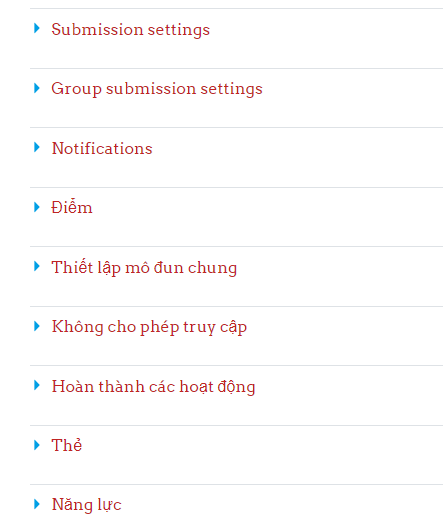 Submission settings
Group submission settings
Notifications
Điểm
Thiết lập mô đun chung
Không cho phép truy cập
Hoàn thành các hoạt động
Thẻ
Năng lực